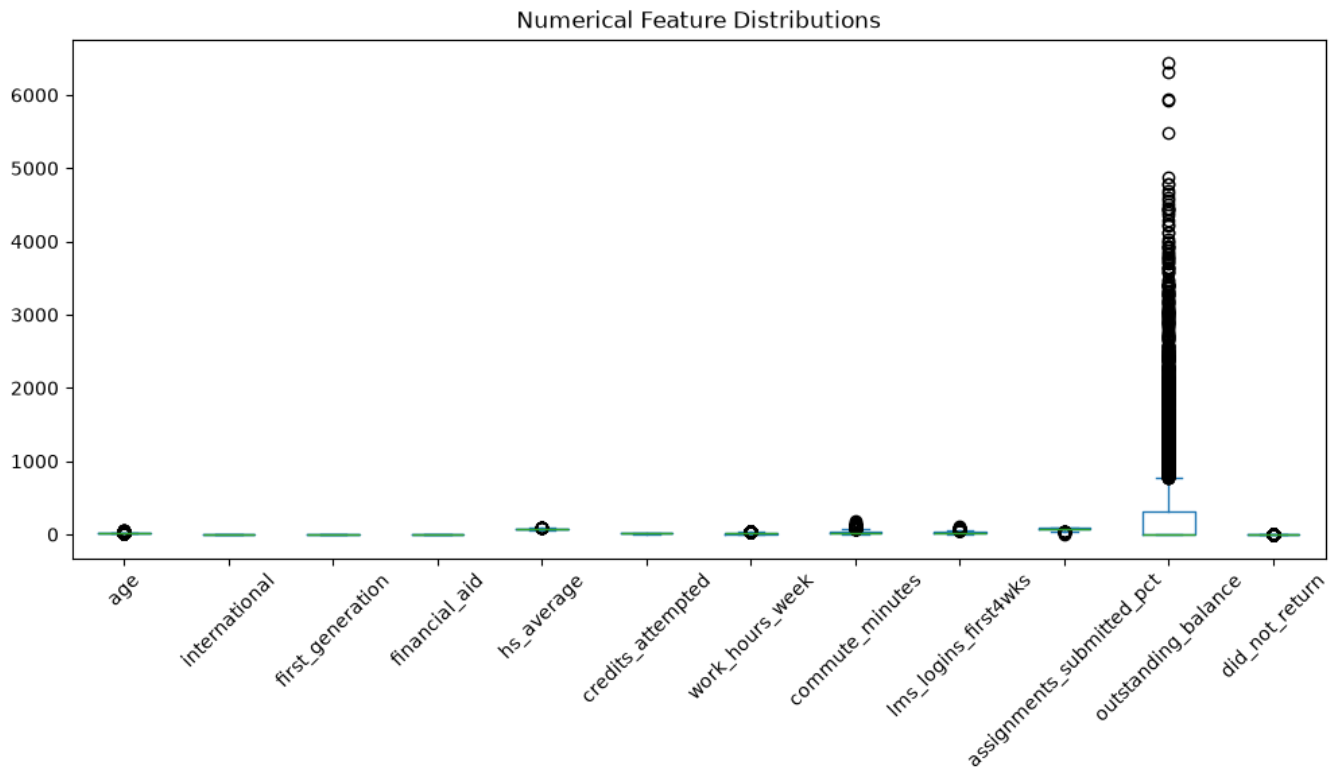 Numerical Feature Distributions
6000
5000
4000
3000
2000
1000
0
age
international
first_generation
financial_aid
hs_average
credits_attempted
work_hours_week
commute_minutes
lms_logins_first4wks
assignments_submitted_pct
outstanding_balance
did_not_return